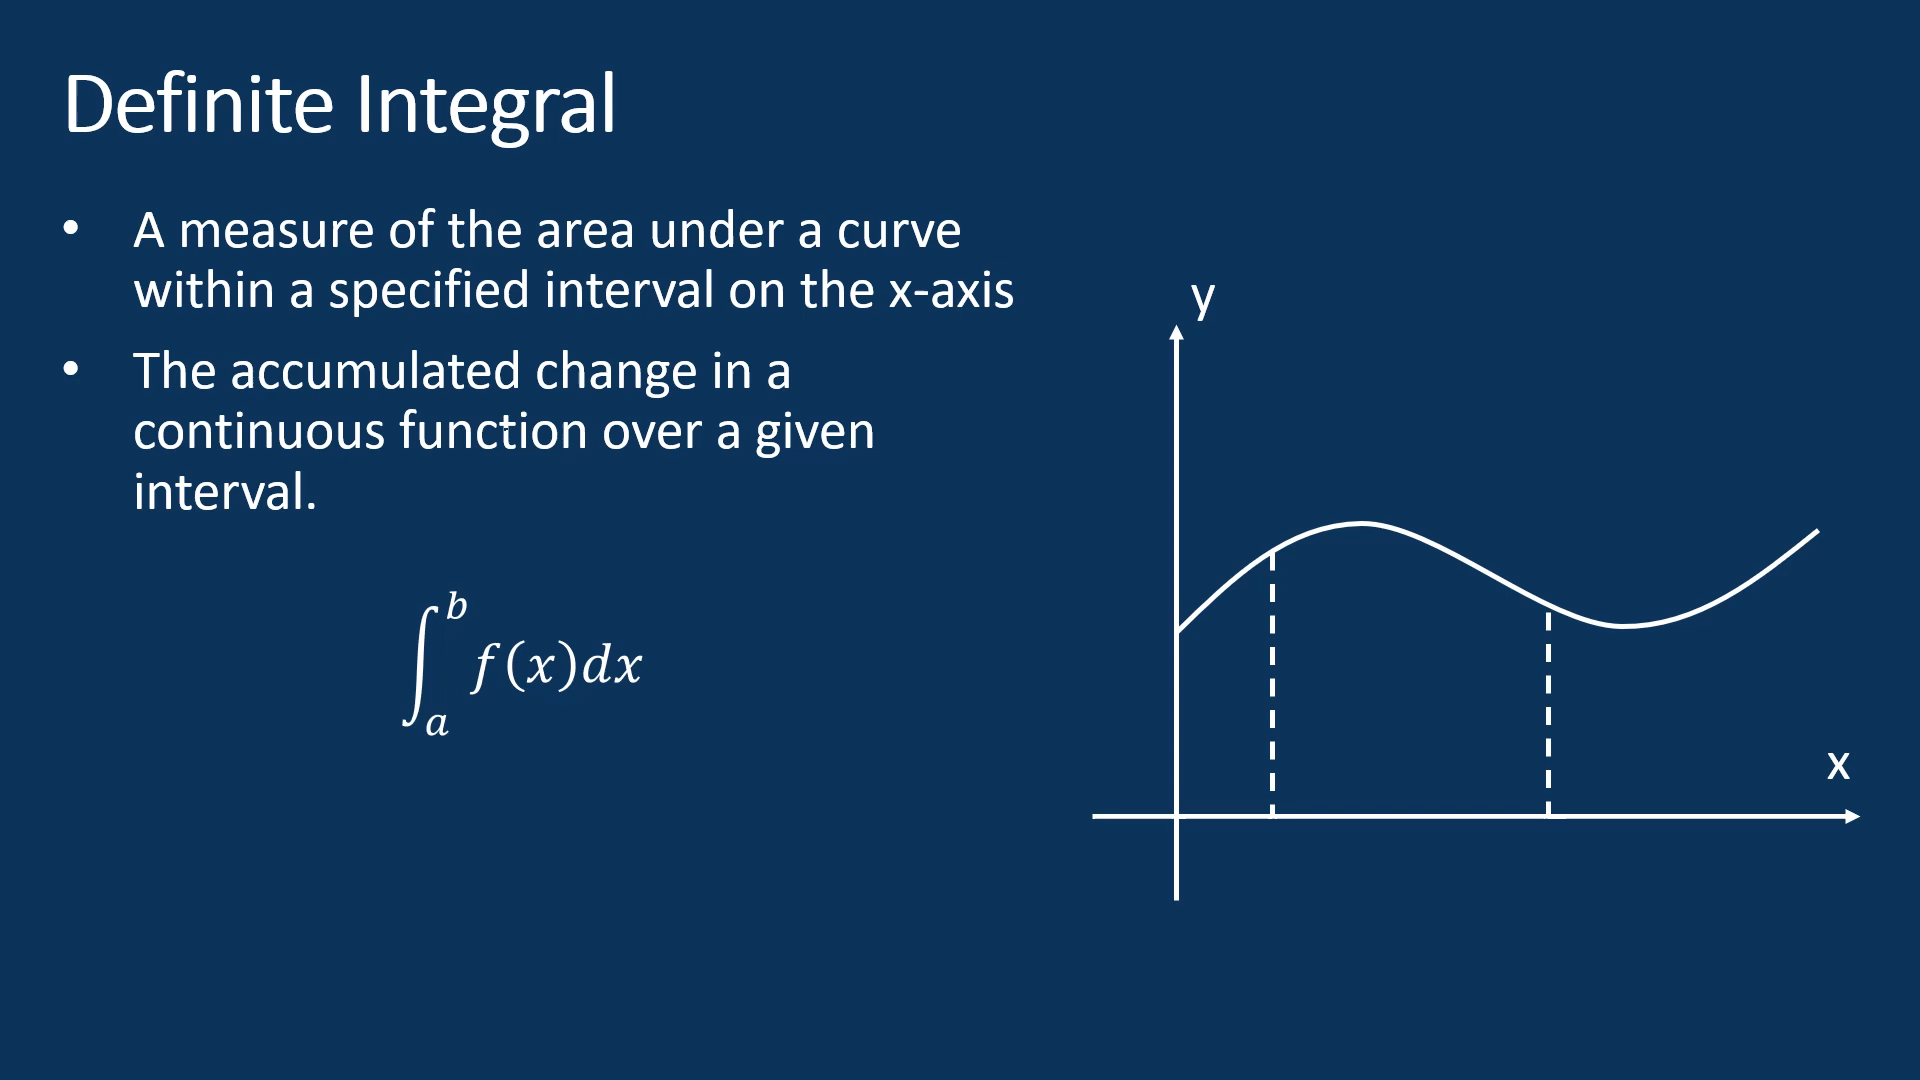 Definite Integral
• A measure of the area under a curve
within a specified interval on the x-axis
• The accumulated change in a
continuous function over a given
interval.
∫_a^b f(x)dx
y
x